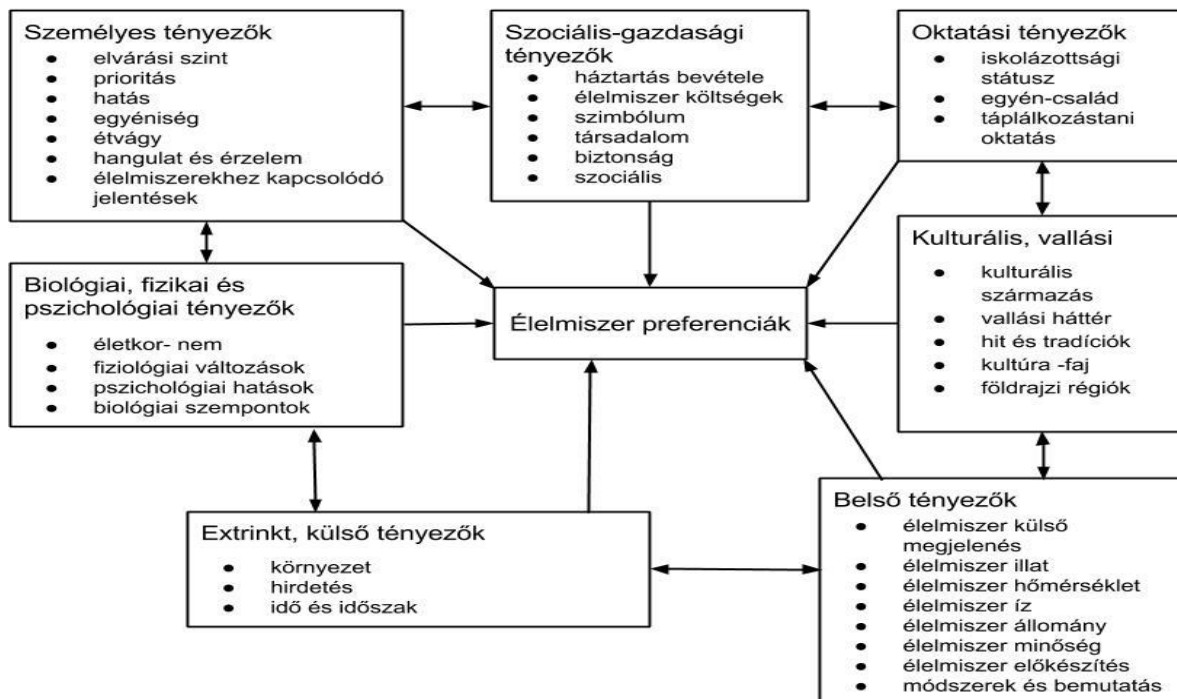 Személyes tényezők
● elvárási szint
● prioritás
● hatás
● egyéniség
● étvágy
● hangulat és érzelem
● élelmiszerekhez kapcsolódó
jelentések
Szociális-gazdasági
tényezők
● háztartás bevétele
● élelmiszer költségek
● szimbólum
● társadalom
● biztonság
● szociális
Oktatási tényezők
● iskolázottsági
státusz
● egyén-család
● táplálkozástani
oktatás
Biológiai, fizikai és
pszichológiai tényezők
● életkor- nem
● fiziológiai változások
● pszichológiai hatások
● biológiai szempontok
Élelmiszer preferenciák
Kulturális, vallási
● kulturális
származás
● vallási háttér
● hit és tradíciók
● kultúra -faj
● földrajzi régiók
Extrinkt, külső tényezők
● környezet
● hirdetés
● idő és időszak
Belső tényezők
● élelmiszer külső
megjelenés
● élelmiszer illat
● élelmiszer hőmérséklet
● élelmiszer íz
● élelmiszer állomány
● élelmiszer minőség
● élelmiszer előkészítés
● módszerek és bemutatás